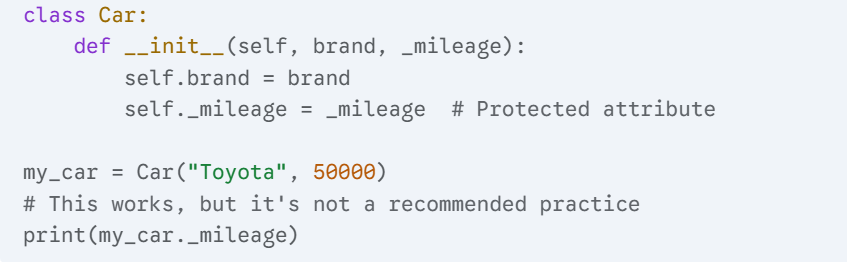 class Car:
    def __init__(self, brand, _mileage):
        self.brand = brand
        self._mileage = _mileage  # Protected attribute

my_car = Car("Toyota", 50000)
# This works, but it's not a recommended practice
print(my_car._mileage)